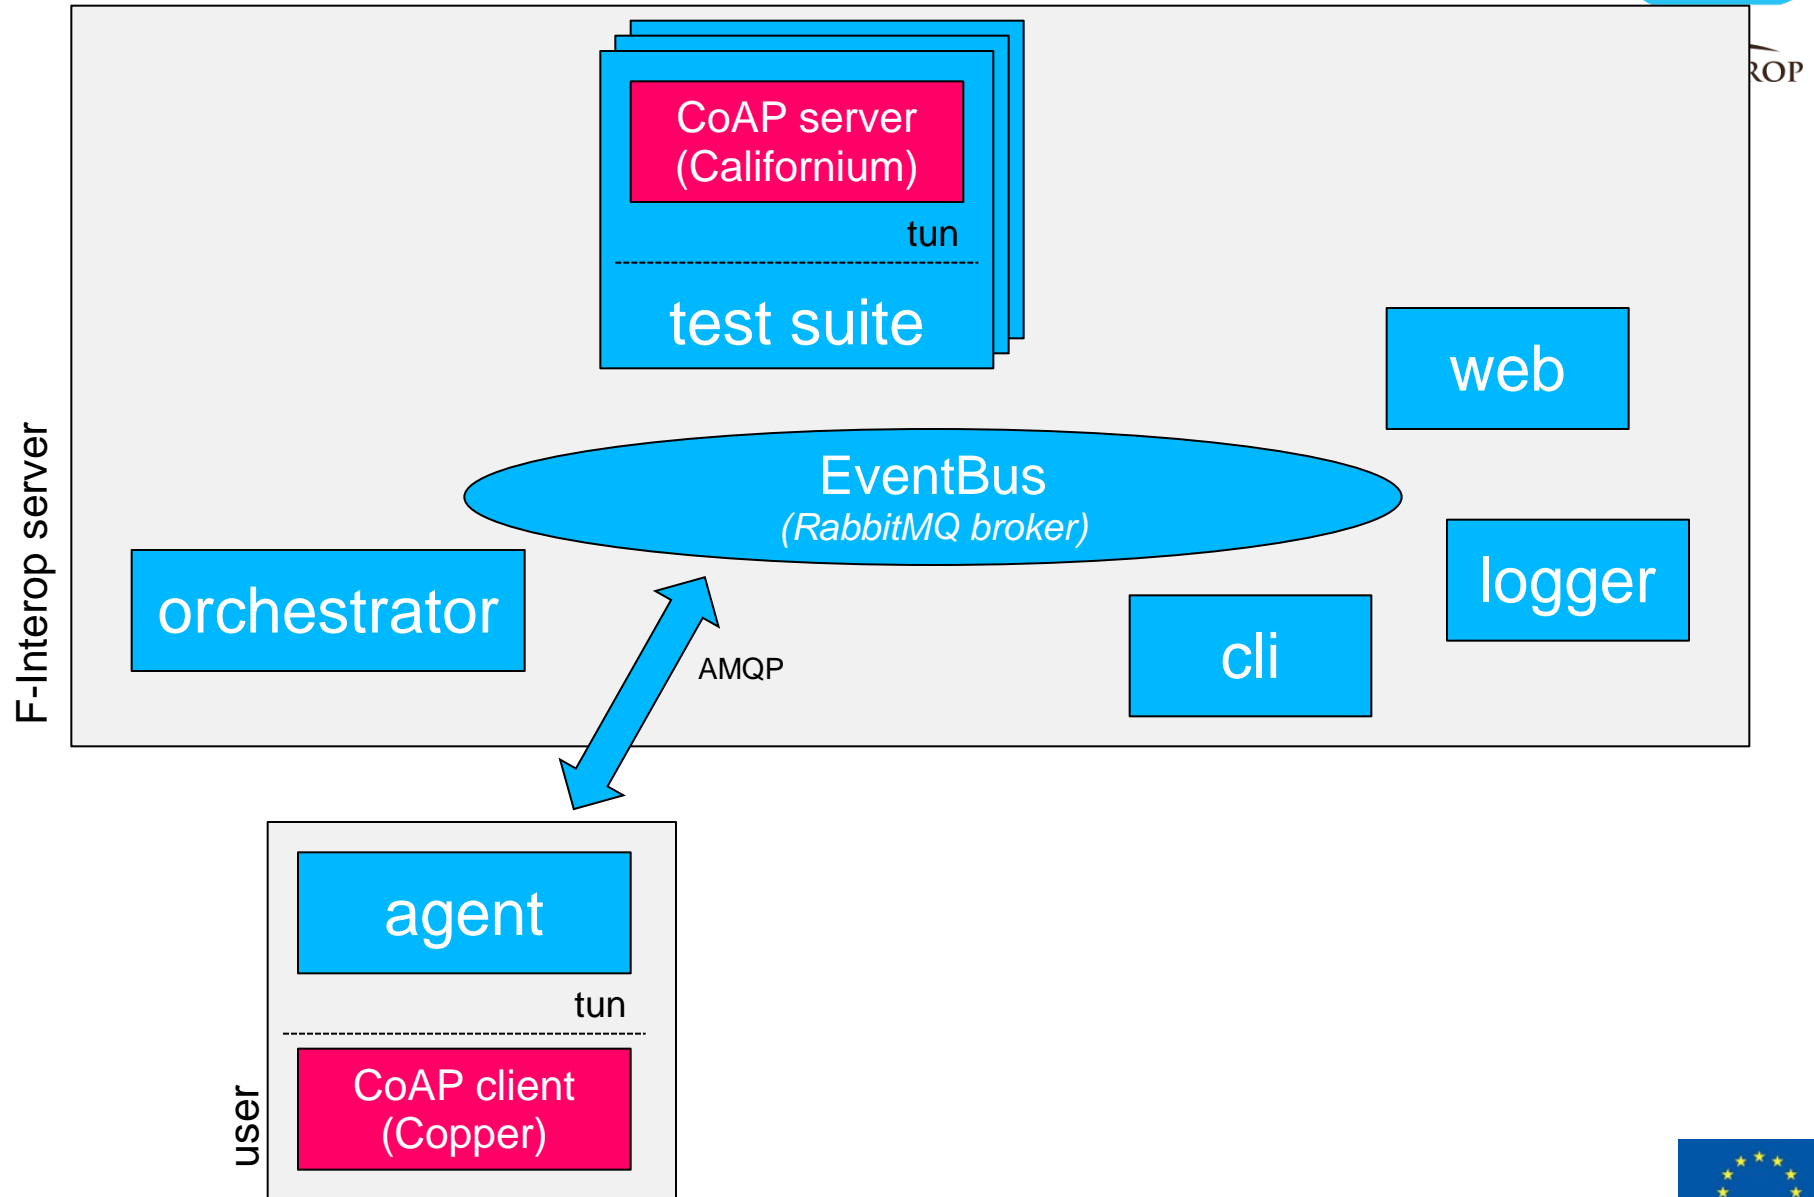 CoAP server
(Californium)
tun
test suite
web
EventBus
(RabbitMQ broker)
F-Interop server
orchestrator
logger
cli
AMQP
agent
tun
CoAP client
(Copper)
user